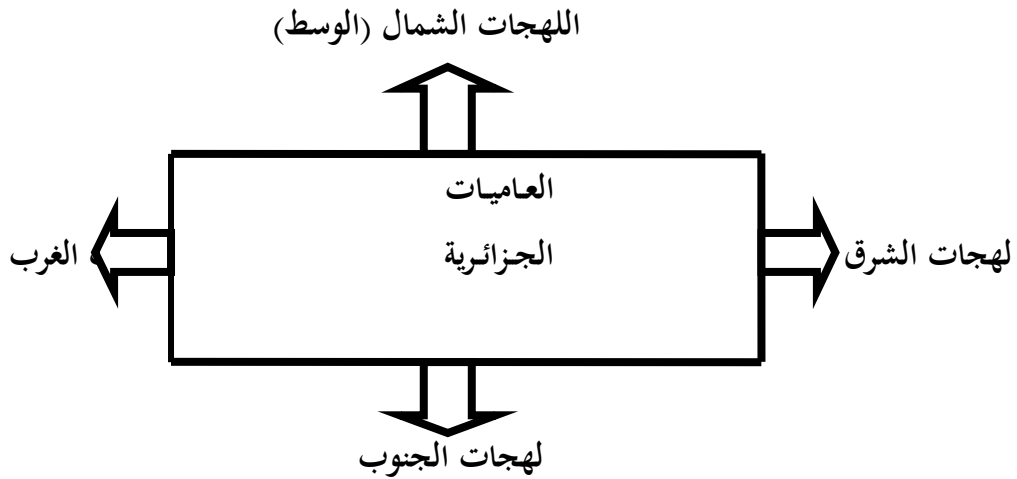 اللهجات الشمال (الوسط)
العاميات
الجزائرية
لهجات الشرق
الغرب
لهجات الجنوب